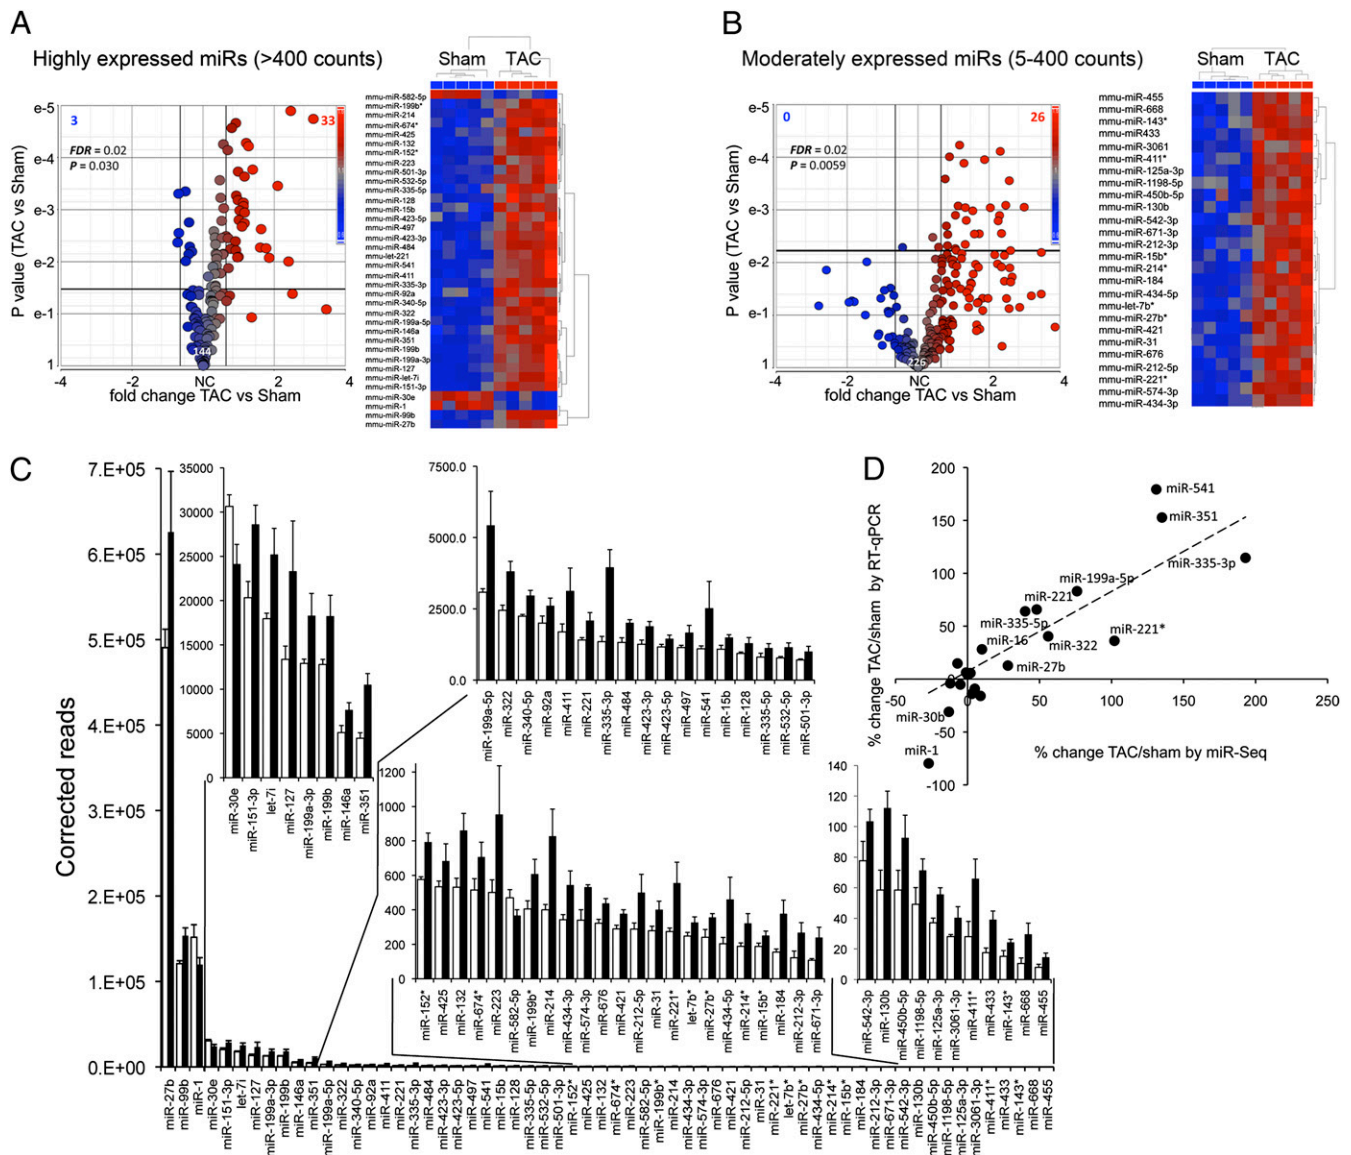 A
Highly expressed miRs (>400 counts)
Sham
TAC
P value (TAC vs Sham)
e-5
e-4
e-3
e-2
e-1
1
3
33
FDR = 0.02
P = 0.030
144
-4
-2
NC
2
4
fold change TAC vs Sham
mmu-miR-582-5p
mmu-miR-199b*
mmu-miR-214
mmu-miR-674*
mmu-miR-425
mmu-miR-132
mmu-miR-152*
mmu-miR-223
mmu-miR-501-3p
mmu-miR-532-5p
mmu-miR-335-5p
mmu-miR-128
mmu-miR-15b
mmu-miR-423-5p
mmu-miR-497
mmu-miR-423-3p
mmu-miR-484
mmu-let-221
mmu-miR-541
mmu-miR-411
mmu-miR-335-3p
mmu-miR-92a
mmu-miR-340-5p
mmu-miR-322
mmu-miR-199a-5p
mmu-miR-146a
mmu-miR-351
mmu-miR-199b
mmu-miR-199a-3p
mmu-miR-127
mmu-miR-let-7i
mmu-miR-151-3p
mmu-miR-30e
mmu-miR-1
mmu-miR-99b
mmu-miR-27b
B
Moderately expressed miRs (5-400 counts)
Sham
TAC
P value (TAC vs Sham)
e-5
e-4
e-3
e-2
e-1
1
0
26
FDR = 0.02
P = 0.0059
226
-4
-2
NC
2
4
fold change TAC vs Sham
mmu-miR-455
mmu-miR-668
mmu-miR-143*
mmu-miR433
mmu-miR-3061
mmu-miR-411*
mmu-miR-125a-3p
mmu-miR-1198-5p
mmu-miR-450b-5p
mmu-miR-130b
mmu-miR-542-3p
mmu-miR-671-3p
mmu-miR-212-3p
mmu-miR-15b*
mmu-miR-214*
mmu-miR-184
mmu-miR-434-5p
mmu-let-7b*
mmu-miR-27b*
mmu-miR-421
mmu-miR-31
mmu-miR-676
mmu-miR-212-5p
mmu-miR-221*
mmu-miR-574-3p
mmu-miR-434-3p
C
Corrected reads
7.E+05
6.E+05
5.E+05
4.E+05
3.E+05
2.E+05
1.E+05
0.E+00
35000
30000
25000
20000
15000
10000
5000
0
miR-30e
miR-151-3p
let-7i
miR-127
miR-199a-3p
miR-199b
miR-146a
miR-351
7500.0
5000.0
2500.0
0.0
miR-199a-5p
miR-322
miR-340-5p
miR-92a
miR-411
miR-221
miR-335-3p
miR-484
miR-423-3p
miR-423-5p
miR-497
miR-541
miR-15b
miR-128
miR-335-5p
miR-532-5p
miR-501-3p
1200
1000
800
600
400
200
0
miR-152*
miR-425
miR-132
miR-674*
miR-223
miR-582-5p
miR-199b*
miR-214
miR-434-3p
miR-574-3p
miR-676
miR-421
miR-212-5p
miR-31
miR-221*
let-7b*
miR-27b*
miR-434-5p
miR-214*
miR-15b*
miR-184
miR-212-3p
miR-671-3p
140
120
100
80
60
40
20
0
miR-542-3p
miR-130b
miR-450b-5p
miR-1198-5p
miR-125a-3p
miR-3061-3p
miR-411*
miR-433
miR-143*
miR-668
miR-455
miR-27b
miR-99b
miR-1
miR-30e
miR-151-3p
let-7i
miR-127
miR-199a-3p
miR-199b
miR-146a
miR-351
miR-199a-5p
miR-322
miR-340-5p
miR-92a
miR-411
miR-221
miR-335-3p
miR-484
miR-423-3p
miR-423-5p
miR-497
miR-541
miR-15b
miR-128
miR-335-5p
miR-532-5p
miR-501-3p
miR-152*
miR-425
miR-132
miR-674*
miR-223
miR-582-5p
miR-199b*
miR-214
miR-434-3p
miR-574-3p
miR-676
miR-421
miR-212-5p
miR-31
miR-221*
let-7b*
miR-27b*
miR-434-5p
miR-214*
miR-15b*
miR-184
miR-212-3p
miR-671-3p
miR-542-3p
miR-130b
miR-450b-5p
miR-1198-5p
miR-125a-3p
miR-3061-3p
miR-411*
miR-433
miR-143*
miR-668
miR-455
D
% change TAC/sham by RT-qPCR
200
150
100
50
0
-50
-100
-50
50
100
150
200
250
miR-541
miR-351
miR-335-3p
miR-199a-5p
miR-221
miR-335-5p
miR-221*
miR-16
miR-322
miR-27b
miR-30b
miR-1
% change TAC/sham by miR-Seq